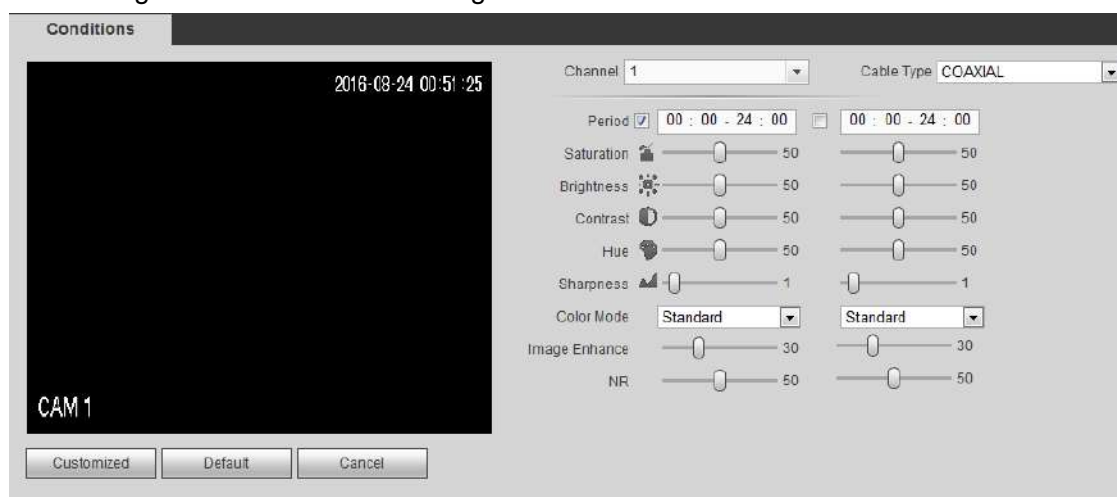 Conditions
2016-08-24 00:51:25
Channel 1 Cable Type COAXIAL
Period 00 : 00 - 24 : 00 00 : 00 - 24 : 00
Saturation 50 50
Brightness 50 50
Contrast 50 50
Hue 50 50
Sharpness 1 1
Color Mode Standard Standard
Image Enhance 30 30
NR 50 50
CAM 1
Customized Default Cancel